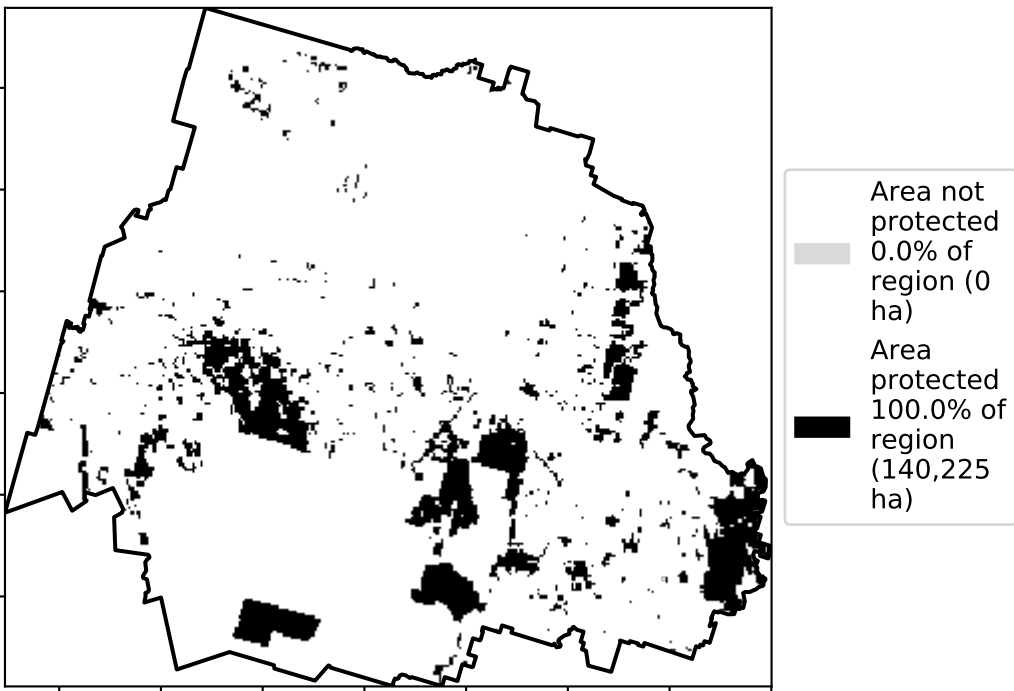 Area not
protected
0.0% of
region (0
ha)
Area
protected
100.0% of
region
(140,225
ha)